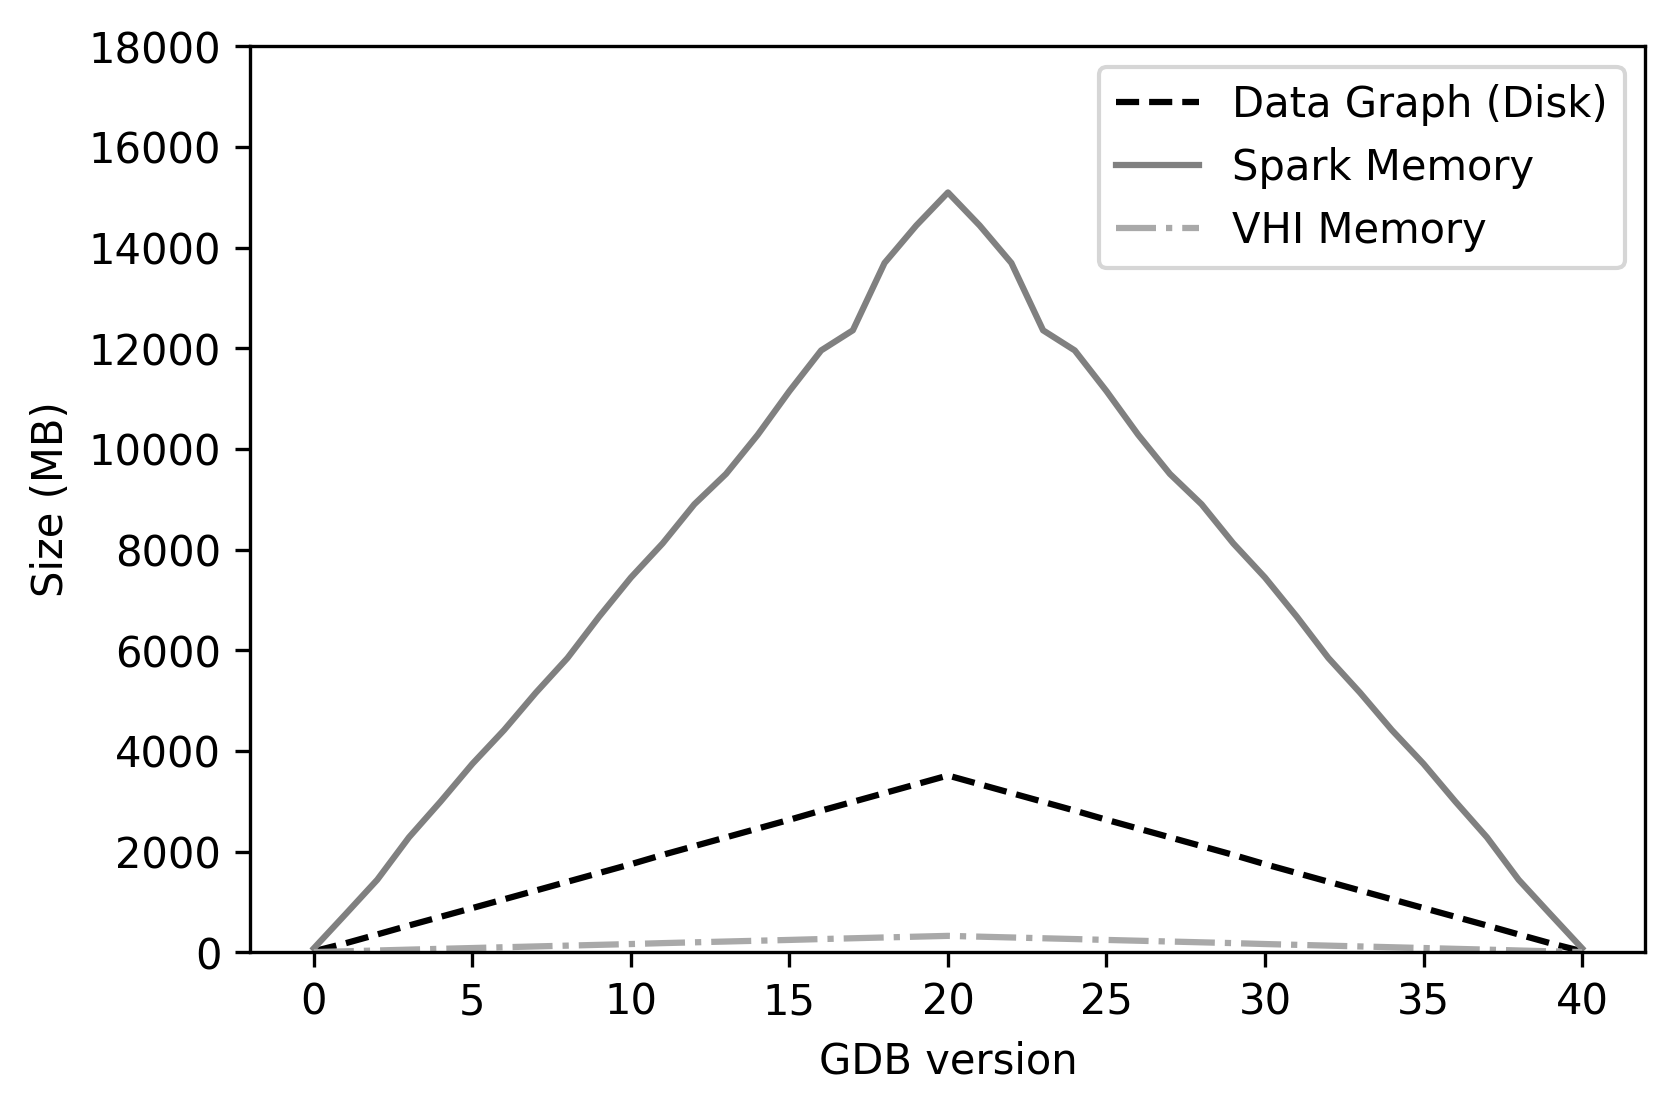 18000
16000
14000
12000
10000
8000
6000
4000
2000
0
Size (MB)
Data Graph (Disk)
Spark Memory
VHI Memory
0 5 10 15 20 25 30 35 40
GDB version